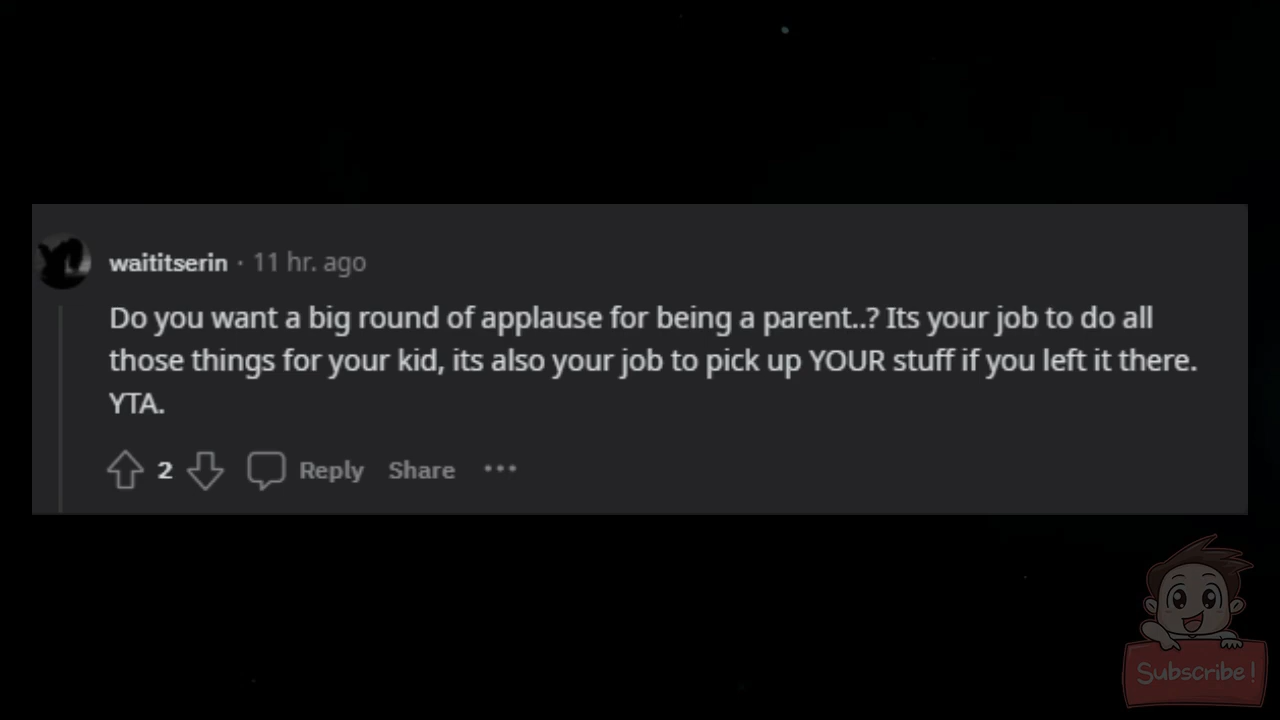 waititserin · 11 hr. ago
Do you want a big round of applause for being a parent..? Its your job to do all
those things for your kid, its also your job to pick up YOUR stuff if you left it there.
YTA.
2 Reply Share ...
Subscribe!